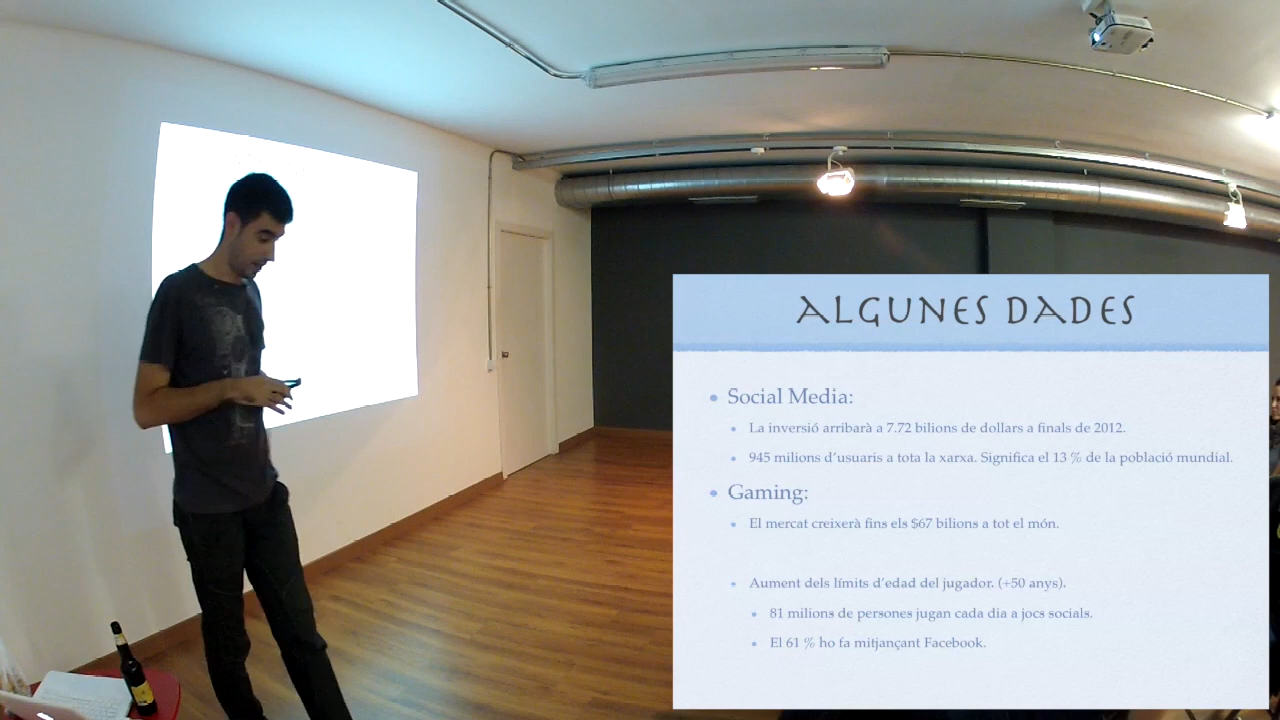 ALGUNES DADES
• Social Media:
• La inversió arribarà a 7.72 bilions de dollars a finals de 2012.
• 945 milions d'usuaris a tota la xarxa. Significa el 13 % de la població mundial.
• Gaming:
• El mercat creixerà fins els $67 bilions a tot el món.
• Aument dels límits d'edad del jugador. (+50 anys).
• 81 milions de persones jugan cada dia a jocs socials.
• El 61 % ho fa mitjançant Facebook.